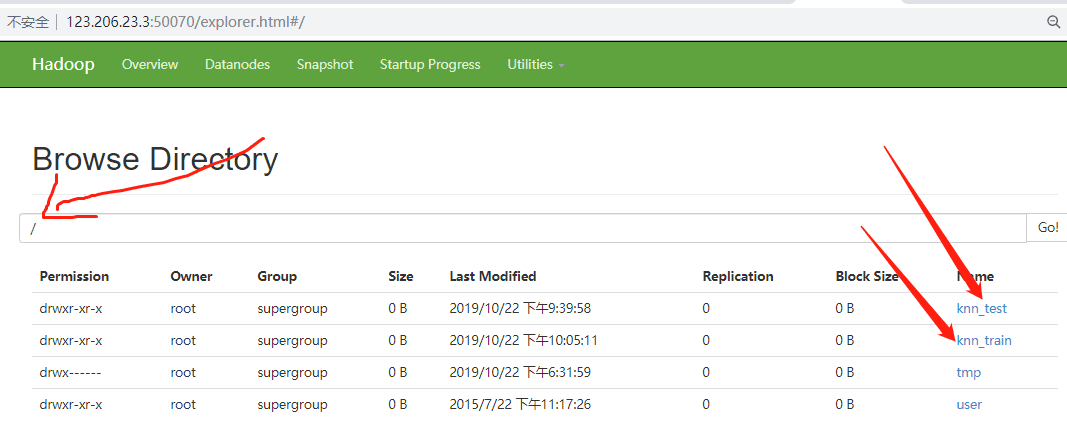 不安全 123.206.23.3:50070/explorer.html#/
Hadoop Overview Datanodes Snapshot Startup Progress Utilities
Browse Directory
/ Go!
Permission Owner Group Size Last Modified Replication Block Size Name
drwxr-xr-x root supergroup 0 B 2019/10/22 下午9:39:58 0 0 B knn_test
drwxr-xr-x root supergroup 0 B 2019/10/22 下午10:05:11 0 0 B knn_train
drwx------ root supergroup 0 B 2019/10/22 下午6:31:59 0 0 B tmp
drwxr-xr-x root supergroup 0 B 2015/7/22 下午11:17:26 0 0 B user